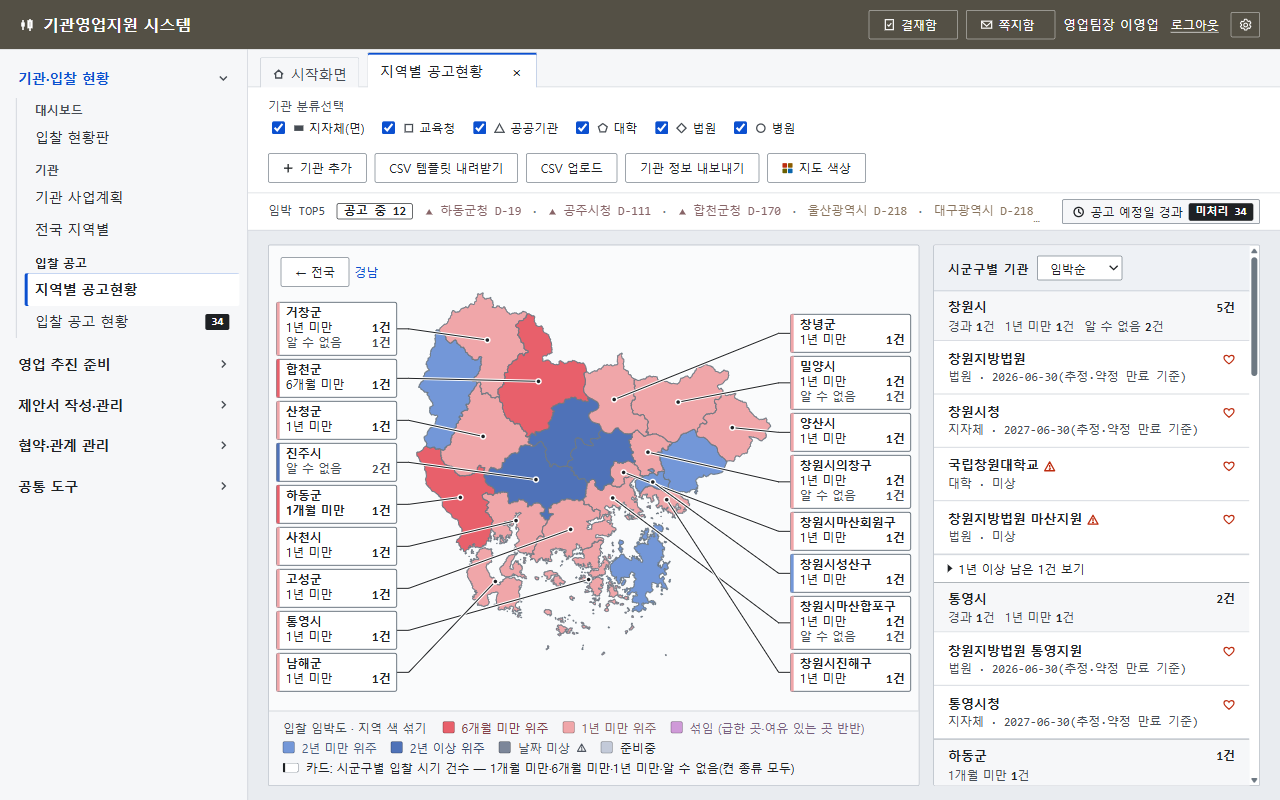 기관영업지원 시스템
결재함
쪽지함
영업팀장 이영업
로그아웃
기관·입찰 현황
대시보드
입찰 현황판
기관
기관 사업계획
전국 지역별
입찰 공고
지역별 공고현황
입찰 공고 현황 34
영업 추진 준비
제안서 작성·관리
협약·관계 관리
공통 도구
시작화면
지역별 공고현황 ×
기관 분류선택
지자체(면) 교육청 공공기관 대학 법원 병원
+ 기관 추가
CSV 템플릿 내려받기
CSV 업로드
기관 정보 내보내기
지도 색상
임박 TOP5 공고 중 12 ▲ 하동군청 D-19 · ▲ 공주시청 D-111 · ▲ 합천군청 D-170 · 울산광역시 D-218 · 대구광역시 D-218
공고 예정일 경과 미처리 34
← 전국 경남
거창군
1년 미만 1건
알 수 없음 1건
합천군
6개월 미만 1건
산청군
1년 미만 1건
진주시
알 수 없음 2건
하동군
1개월 미만 1건
사천시
1년 미만 1건
고성군
1년 미만 1건
통영시
1년 미만 1건
남해군
1년 미만 1건
창녕군
1년 미만 1건
밀양시
1년 미만 1건
알 수 없음 1건
양산시
1년 미만 1건
창원시의창구
1년 미만 1건
알 수 없음 1건
창원시마산회원구
1년 미만 1건
창원시성산구
1년 미만 1건
창원시마산합포구
1년 미만 1건
알 수 없음 1건
창원시진해구
1년 미만 1건
입찰 임박도 · 지역 색 섞기 6개월 미만 위주 1년 미만 위주 섞임 (급한 곳·여유 있는 곳 반반)
2년 미만 위주 2년 이상 위주 날짜 미상 ⚠ 준비중
카드: 시군구별 입찰 시기 건수 — 1개월 미만·6개월 미만·1년 미만·알 수 없음(켠 종류 모두)
시군구별 기관 임박순
창원시 5건
경과 1건 1년 미만 1건 알 수 없음 2건
창원지방법원
법원 · 2026-06-30(추정·약정 만료 기준)
창원시청
지자체 · 2027-06-30(추정·약정 만료 기준)
국립창원대학교 ⚠
대학 · 미상
창원지방법원 마산지원 ⚠
법원 · 미상
1년 이상 남은 1건 보기
통영시 2건
경과 1건 1년 미만 1건
창원지방법원 통영지원
법원 · 2026-06-30(추정·약정 만료 기준)
통영시청
지자체 · 2027-06-30(추정·약정 만료 기준)
하동군 1건
1개월 미만 1건